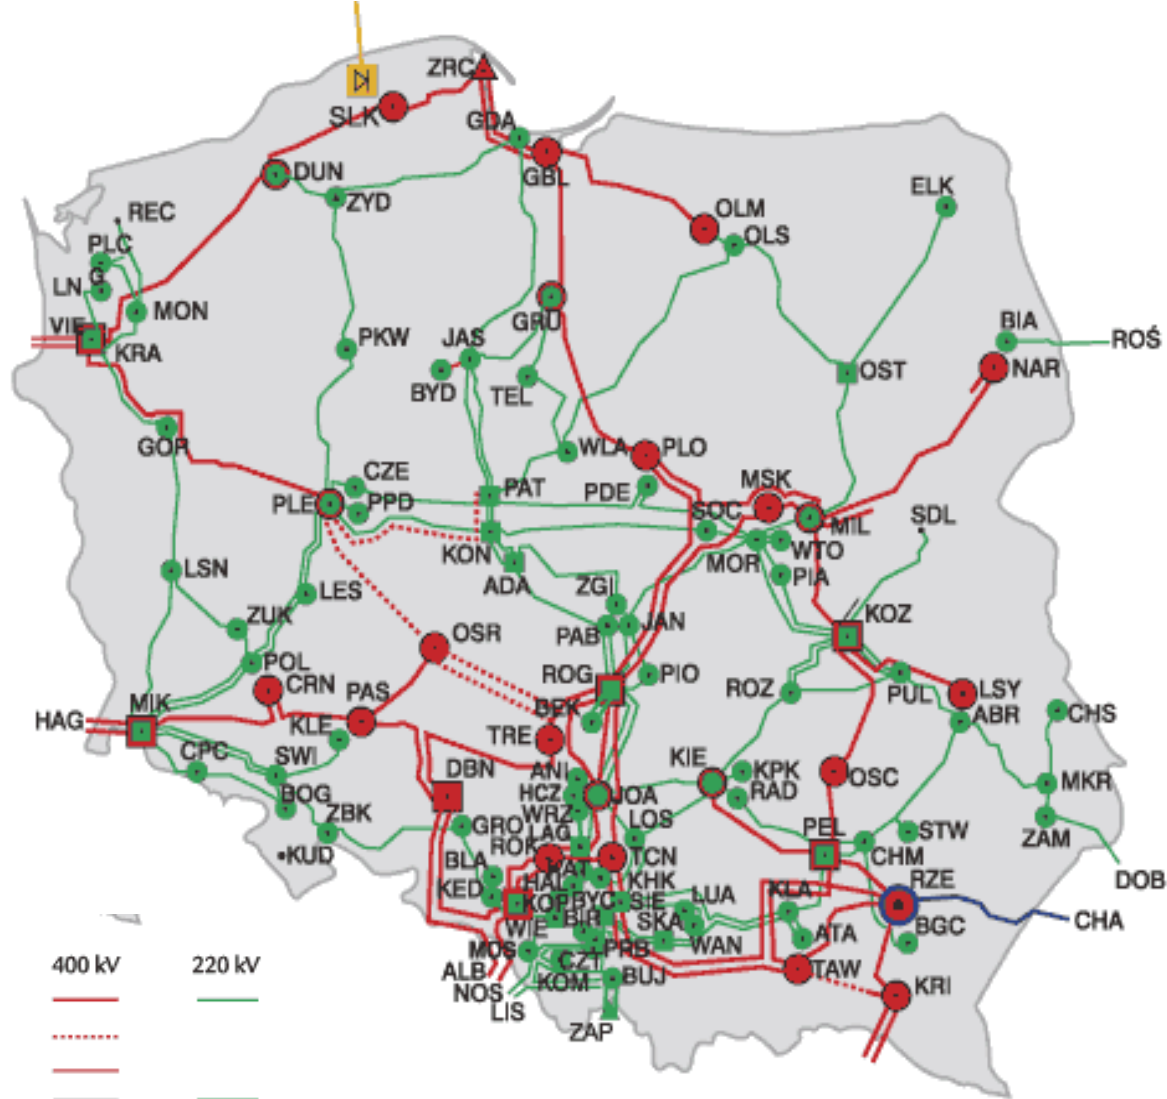 ZRC
SLK
GDA
GBL
DUN
ZYD
ELK
REC
OLM
OLS
PLC
LN G
MON
VIE
KRA
GRU
BIA
ROŚ
PKW
JAS
BYD
TEL
OST
NAR
GOR
WLA
PLO
CZE
PLE
PPD
PAT
PDE
MSK
SOC
MIL
SDL
KON
ADA
MOR
WTO
PIA
LSN
LES
ZGI
ZUK
OSR
PAB
JAN
KOZ
POL
CRN
ROG
PIO
ROZ
PUL
LSY
ABR
CHS
HAG
MIK
KLE
PAS
BEK
TRE
CPC
SWI
DBN
ANI
HCZ
JOA
KIE
KPK
RAD
OSC
MKR
BOG
ZBK
GRO
WRZ
LAG
LOS
PEL
STW
ZAM
KUD
ROK
BLA
KAT
TCN
CHM
DOB
KED
HAL
KHK
RZE
KOP
BYC
SIE
LUA
KLA
BGC
CHA
WIE
BIR
SKA
WAN
ATA
MOS
PRB
ALB
CZT
TAW
NOS
KOM
BUJ
KRI
LIS
ZAP
400 kV
220 kV